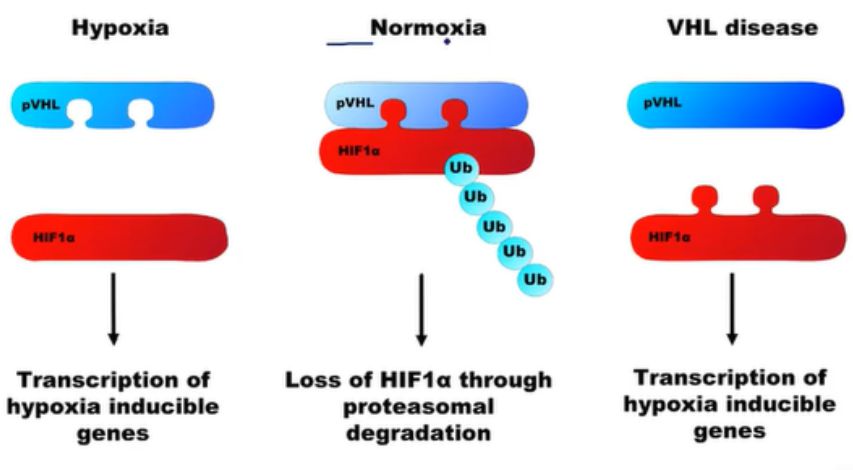 Hypoxia
Normoxia
VHL disease
pVHL
HIF1α
Transcription of
hypoxia inducible
genes
pVHL
HIF1α
Ub
Ub
Ub
Ub
Ub
Loss of HIF1α through
proteasomal
degradation
pVHL
HIF1α
Transcription of
hypoxia inducible
genes